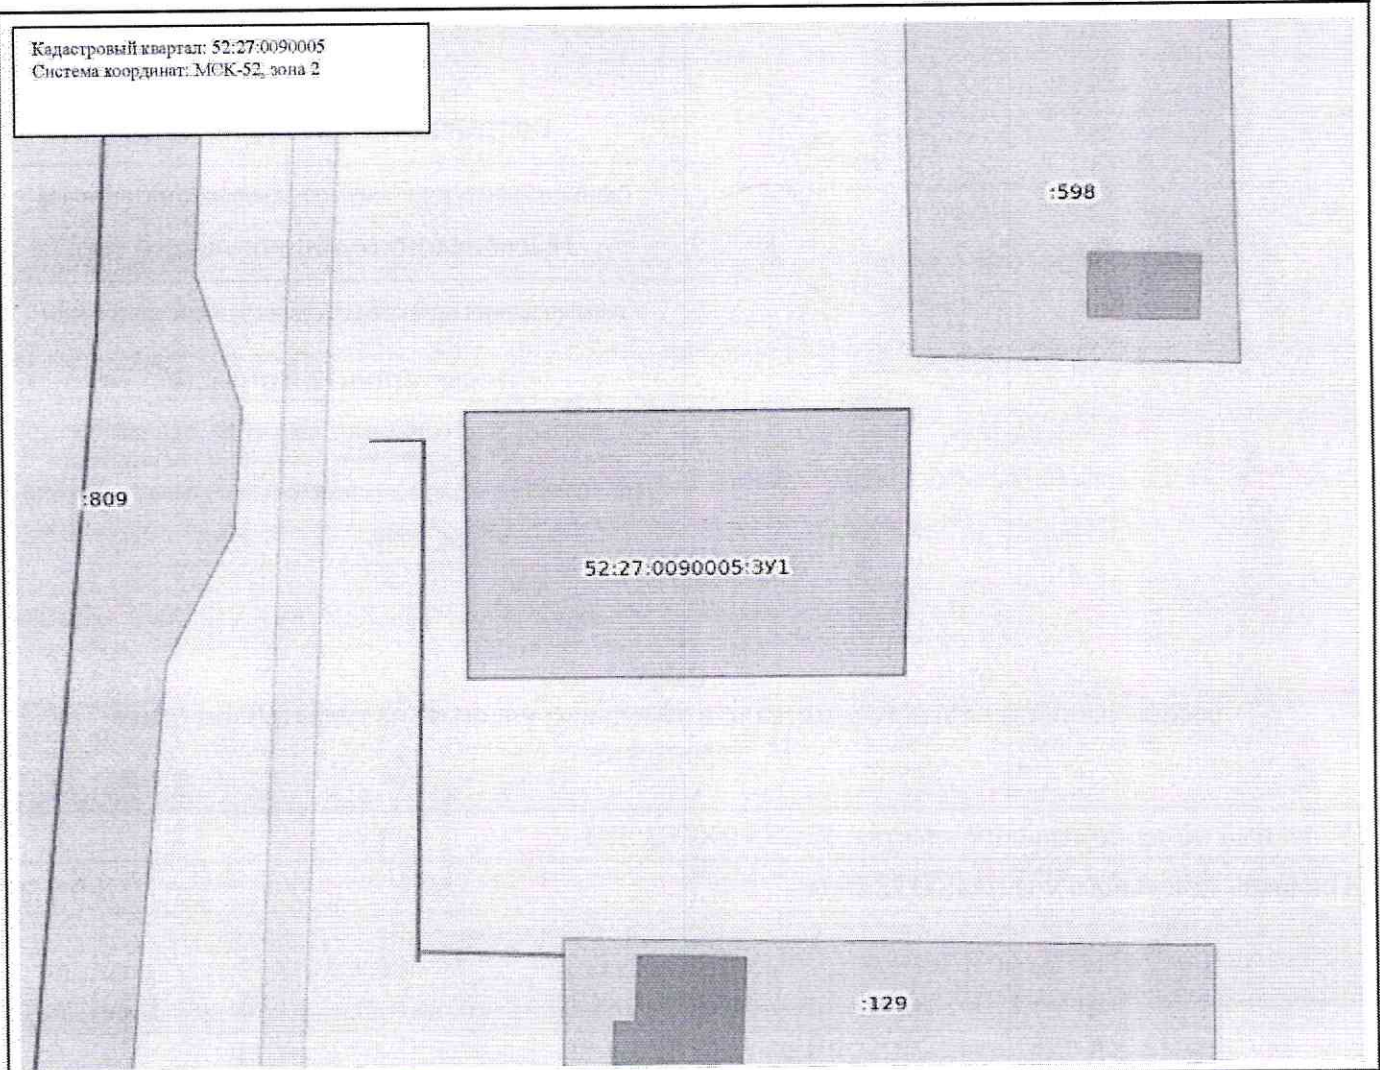 Кадастровый квартал: 52:27:0090005
Система координат: МСК-52, зона 2
:598
:809
52:27:0090005:ЗУ1
:129